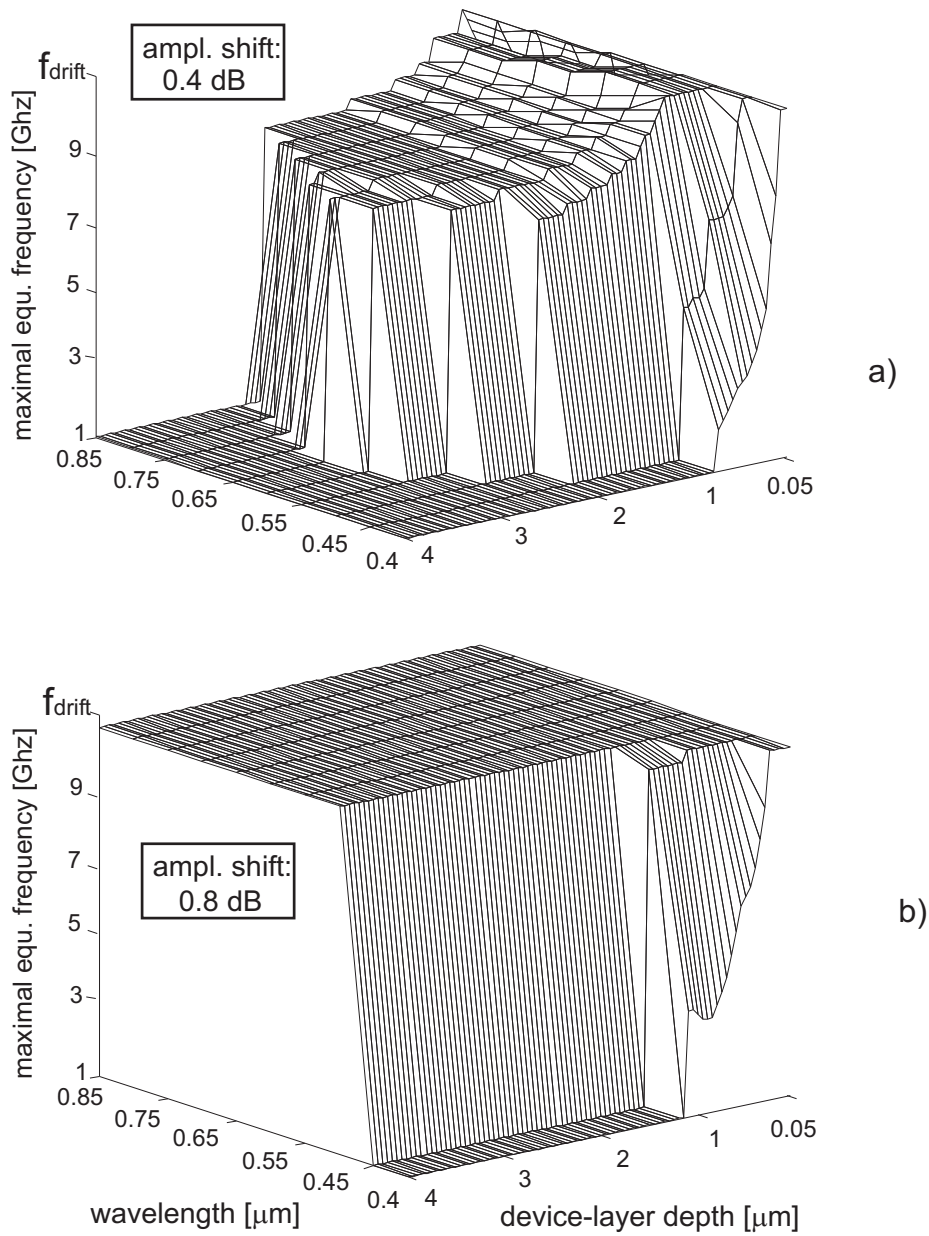 ampl. shift:
0.4 dB
fdrift
9
7
5
3
1
maximal equ. frequency [Ghz]
0.85
0.75
0.65
0.55
0.45
0.4
4
3
2
1
0.05
a)
fdrift
9
7
5
3
1
maximal equ. frequency [Ghz]
ampl. shift:
0.8 dB
b)
0.85
0.75
0.65
0.55
0.45
0.4
4
3
2
1
0.05
wavelength [μm]
device-layer depth [μm]